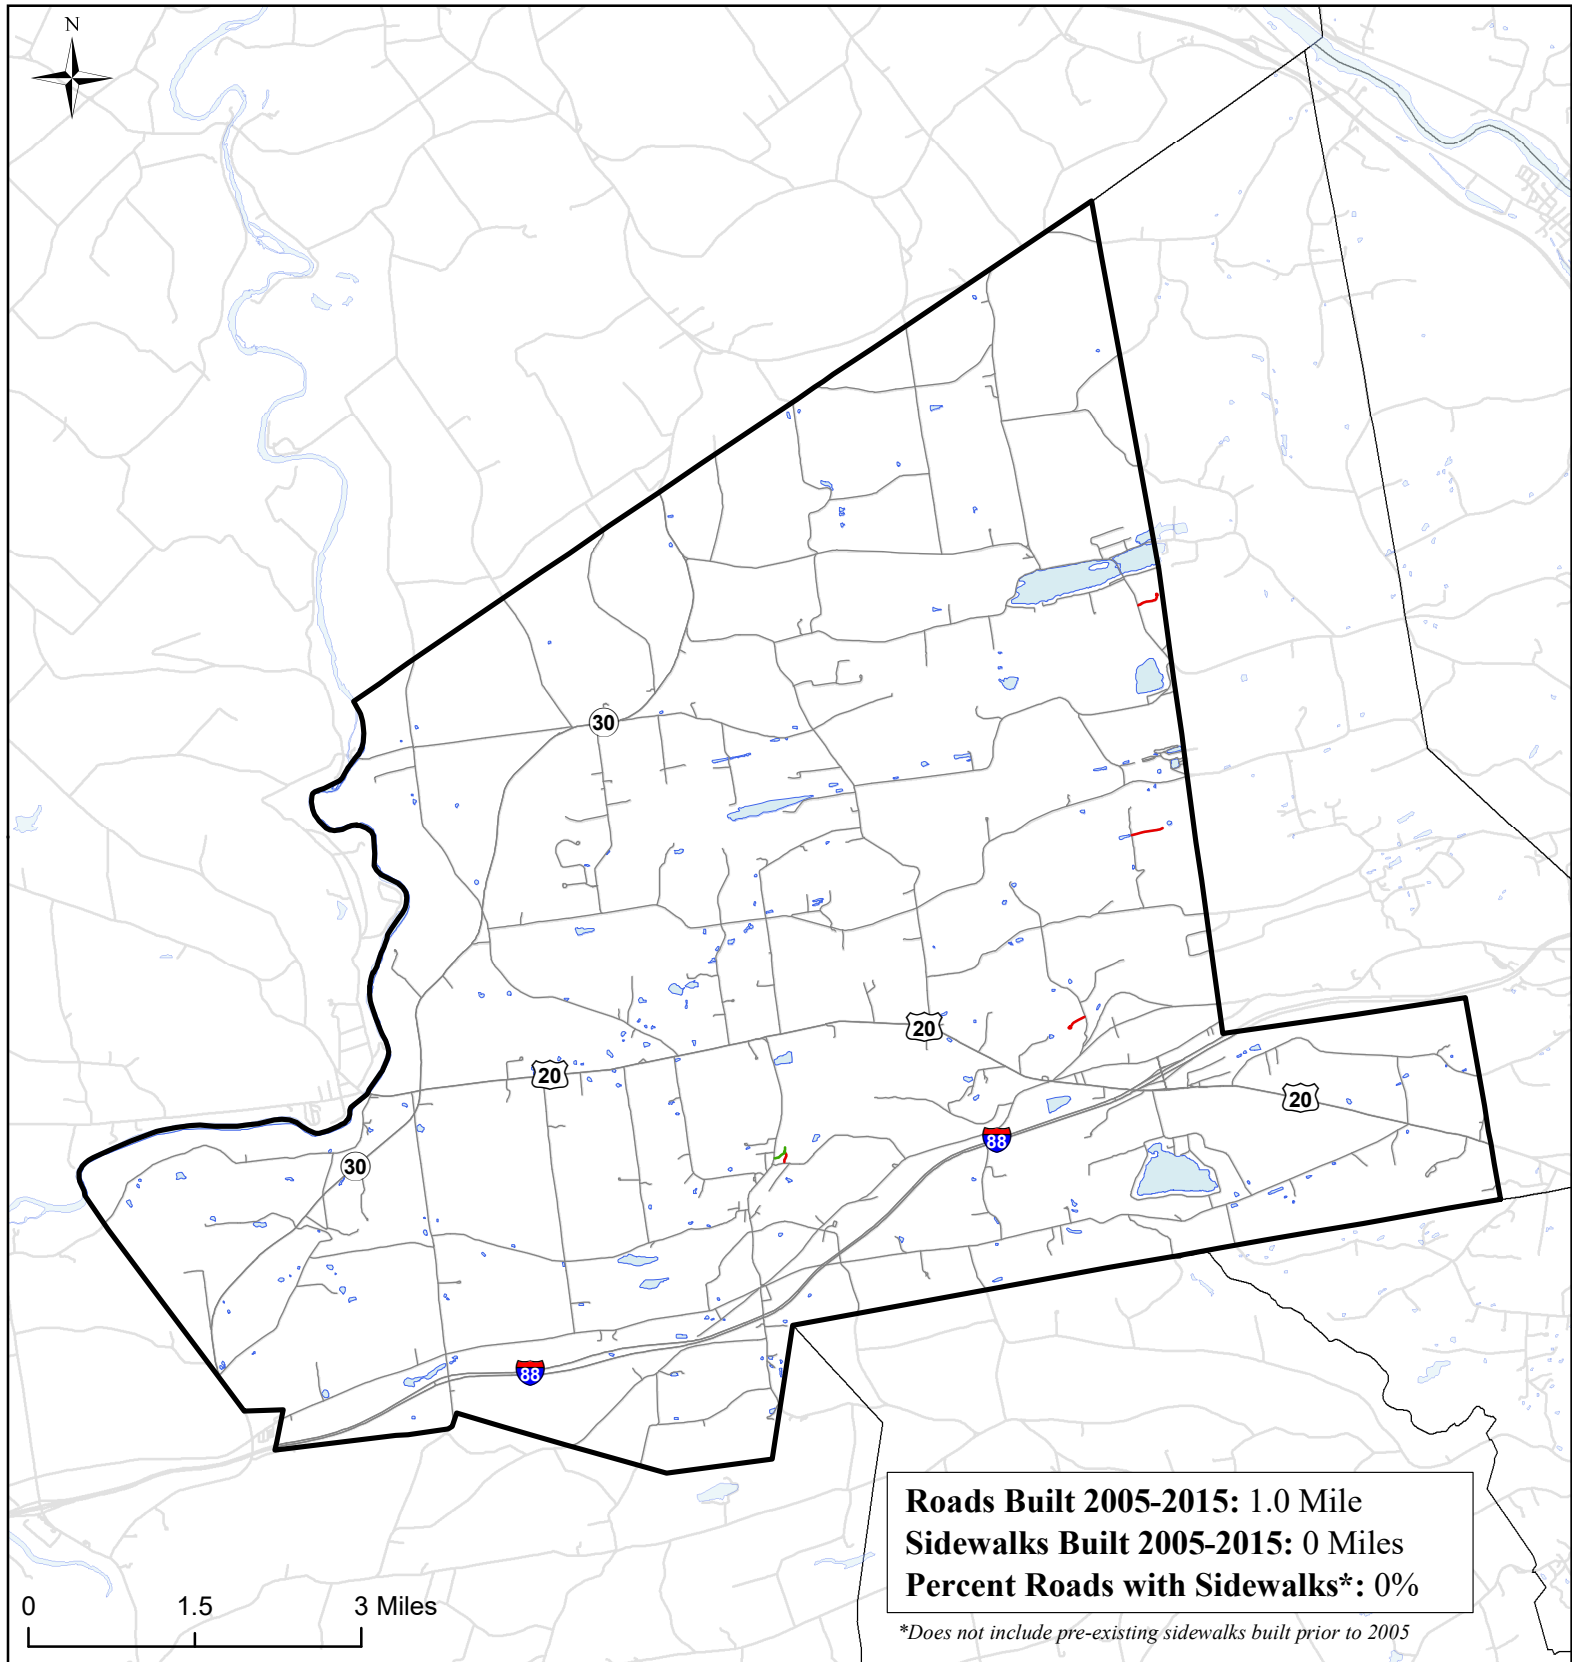 N
30
20
20
20
88
30
88
Roads Built 2005-2015: 1.0 Mile
Sidewalks Built 2005-2015: 0 Miles
Percent Roads with Sidewalks*: 0%
0 1.5 3 Miles
*Does not include pre-existing sidewalks built prior to 2005